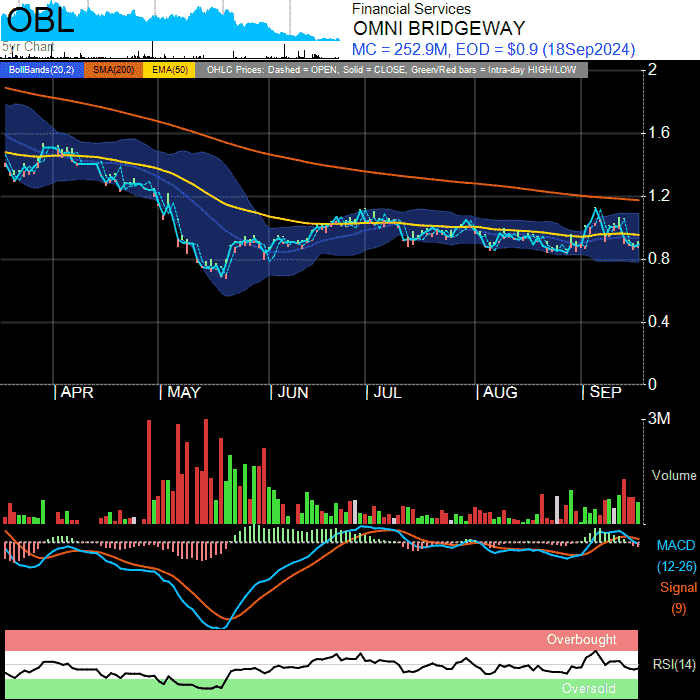 OBL
5yr Chart
Financial Services
OMNI BRIDGEWAY
MC = 252.9M, EOD = $0.9 (18Sep2024)
BollBands(20,2) SMA(200) EMA(50) OHLC Prices: Dashed = OPEN, Solid = CLOSE, Green/Red bars = Intra-day HIGH/LOW
2
1.6
1.2
0.8
0.4
0
APR MAY JUN JUL AUG SEP
3M
Volume
MACD
(12-26)
Signal
(9)
Overbought
RSI(14)
Oversold